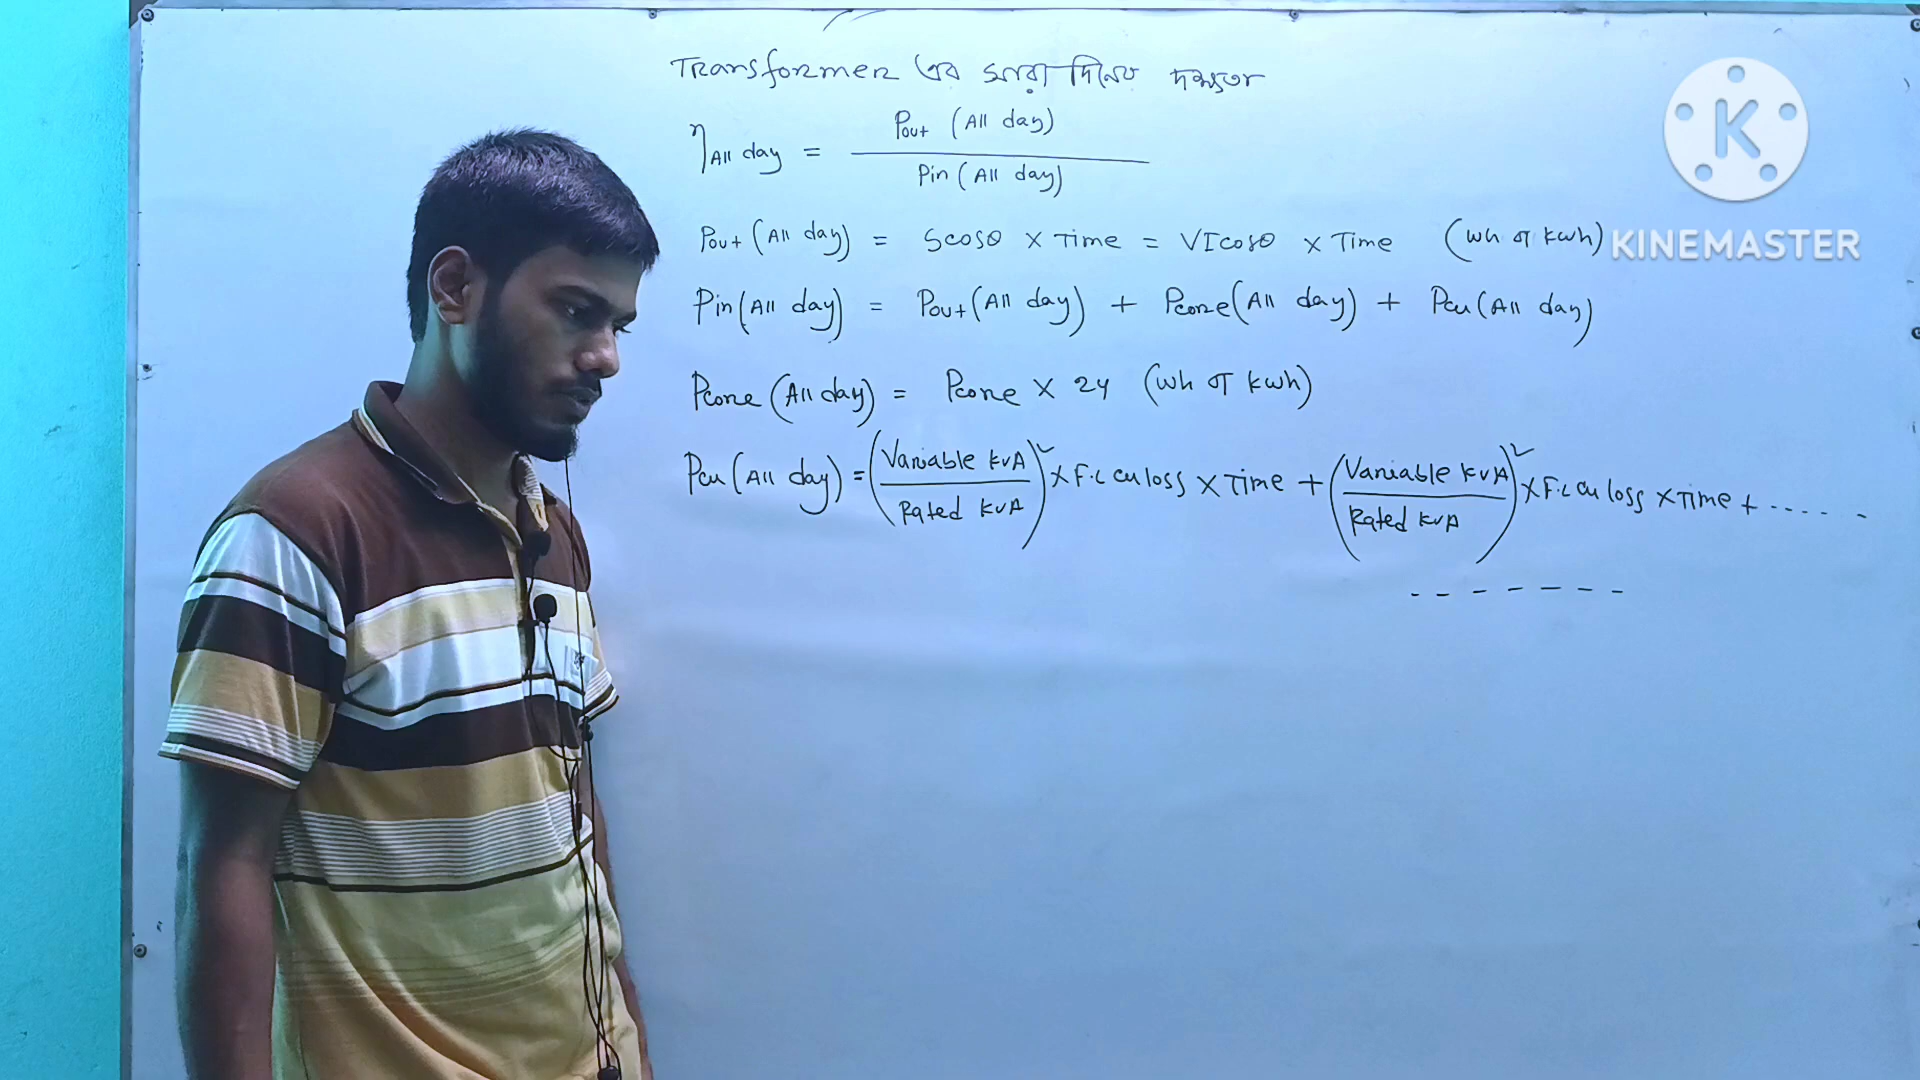 Transformer এর সারা দিনের দক্ষতা
η All day = Pout (All day) / Pin (All day)
Pout (All day) = Scosθ × Time = VIcosθ × Time (wh or kwh)
Pin (All day) = Pout (All day) + Pcore (All day) + Pcu (All day)
Pcore (All day) = Pcore × 24 (wh or kwh)
Pcu (All day) = (Variable KVA / Rated KVA)² × F.L cu loss × Time + (Variable KVA / Rated KVA)² × F.L cu loss × Time + ------
-------
K
KINEMASTER